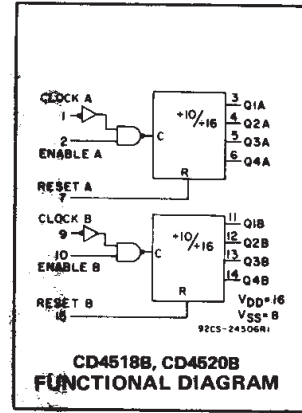 CLOCK A
1
2
ENABLE A
C
÷10/÷16
3 Q1A
4 Q2A
5 Q3A
6 Q4A
R
RESET A
7
CLOCK B
9
10
ENABLE B
C
÷10/÷16
11 Q1B
12 Q2B
13 Q3B
14 Q4B
R
RESET B
15
VDD=16
VSS=8
92CS-24506R1
CD4518B, CD4520B
FUNCTIONAL DIAGRAM